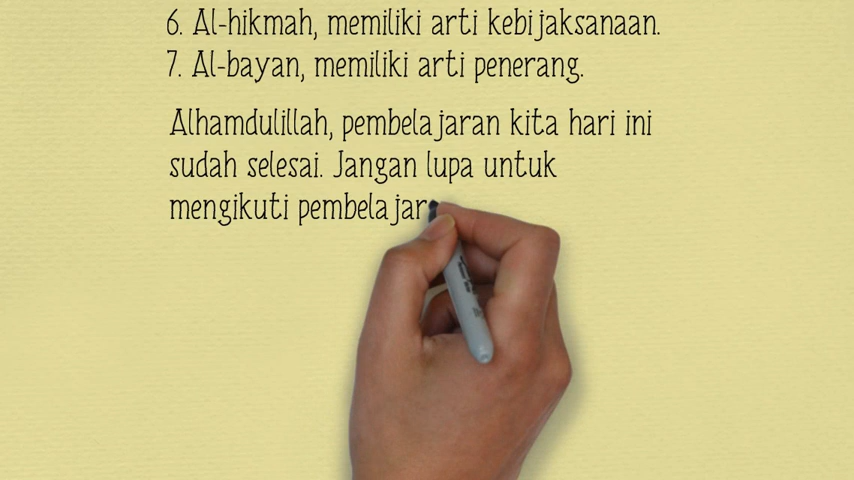 6. Al-hikmah, memiliki arti kebijaksanaan.
7. Al-bayan, memiliki arti penerang.
Alhamdulillah, pembelajaran kita hari ini
sudah selesai. Jangan lupa untuk
mengikuti pembelajar